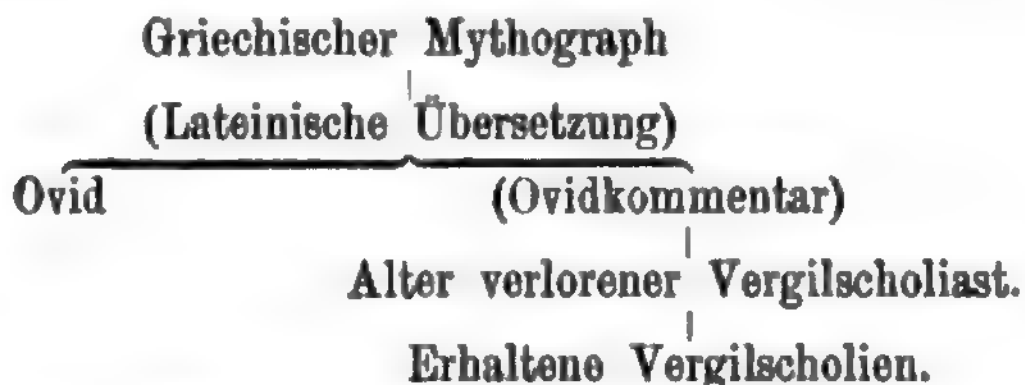 Griechischer Mythograph
(Lateinische Übersetzung)
Ovid (Ovidkommentar)
Alter verlorener Vergilscholiast.
Erhaltene Vergilscholien.